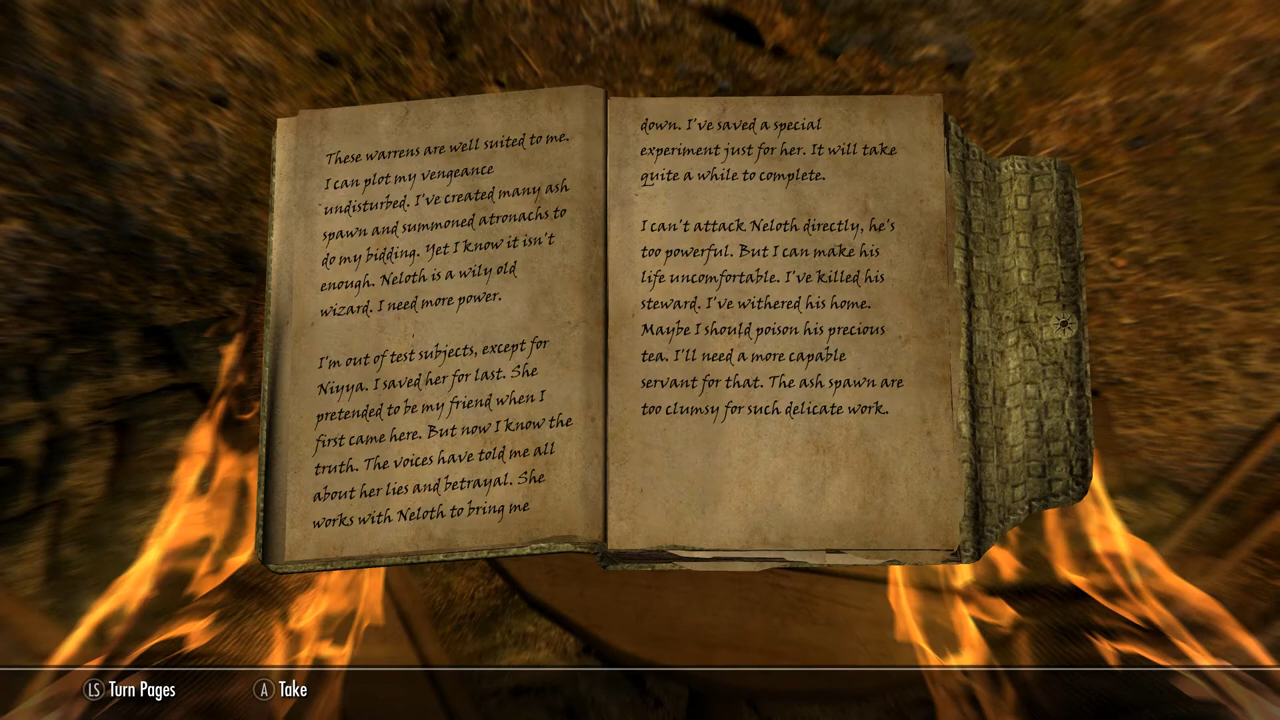 These warrens are well suited to me.
I can plot my vengeance
undisturbed. I've created many ash
spawn and summoned atronachs to
do my bidding. Yet I know it isn't
enough. Neloth is a wily old
wizard. I need more power.
I'm out of test subjects, except for
Niyya. I saved her for last. She
pretended to be my friend when I
first came here. But now I know the
truth. The voices have told me all
about her lies and betrayal. She
works with Neloth to bring me
down. I've saved a special
experiment just for her. It will take
quite a while to complete.
I can't attack Neloth directly, he's
too powerful. But I can make his
life uncomfortable. I've killed his
steward. I've withered his home.
Maybe I should poison his precious
tea. I'll need a more capable
servant for that. The ash spawn are
too clumsy for such delicate work.
LS Turn Pages
A Take